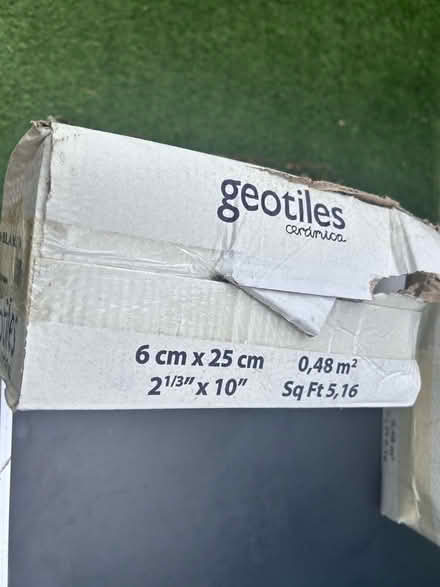 geotiles
cerámica
6 cm x 25 cm
0,48 m²
2 1/3" x 10"
Sq Ft 5,16